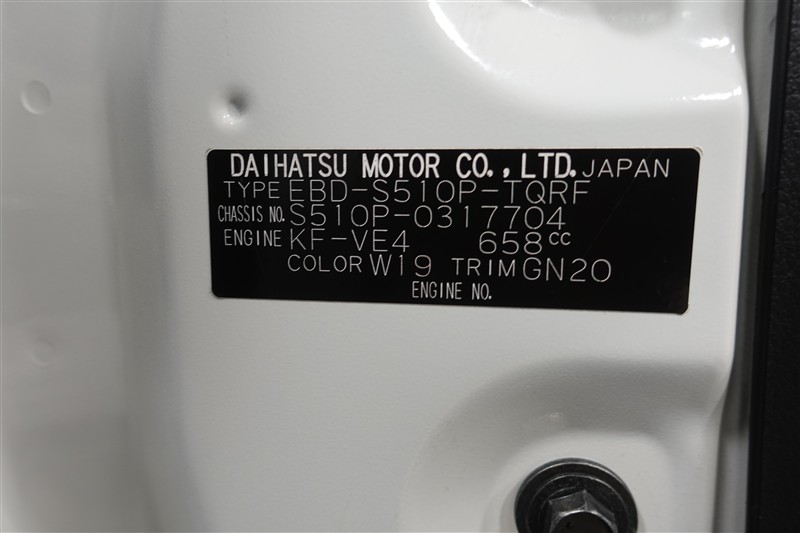 DAIHATSU MOTOR CO., LTD. JAPAN
TYPE EBD-S510P-TQRF
CHASSIS NO. S510P-0317704
ENGINE KF-VE4 658cc
COLOR W19 TRIM GN20
ENGINE NO.